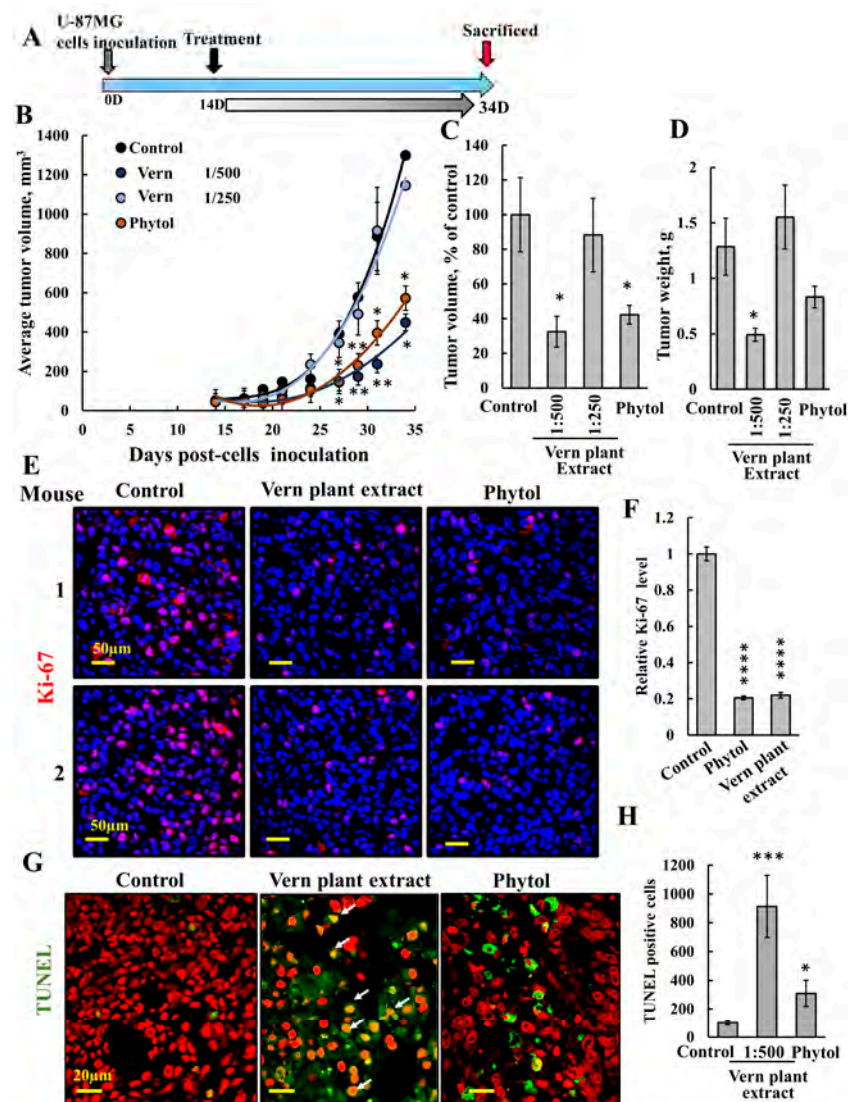 A
U-87MG
cells inoculation
Treatment
Sacrificed
0D
14D
34D
B
Average tumor volume, mm³
1400
1200
1000
800
600
400
200
0
Control
Vern 1/500
Vern 1/250
Phytol
*
*
*
**
*
*
**
**
0 5 10 15 20 25 30 35
Days post-cells inoculation
C
Tumor volume, % of control
140
120
100
80
60
40
20
0
*
*
Control
1:500
1:250
Phytol
Vern plant
Extract
D
Tumor weight, g
2
1.5
1
0.5
0
*
Control
1:500
1:250
Phytol
Vern plant
Extract
E
Mouse
Control
Vern plant extract
Phytol
Ki-67
1
50μm
2
50μm
F
Relative Ki-67 level
1.2
1
0.8
0.6
0.4
0.2
0
****
****
Control
Phytol
Vern plant
extract
G
Control
Vern plant extract
Phytol
TUNEL
20μm
H
TUNEL positive cells
1200
1000
800
600
400
200
0
***
*
Control
1:500
Phytol
Vern plant
extract